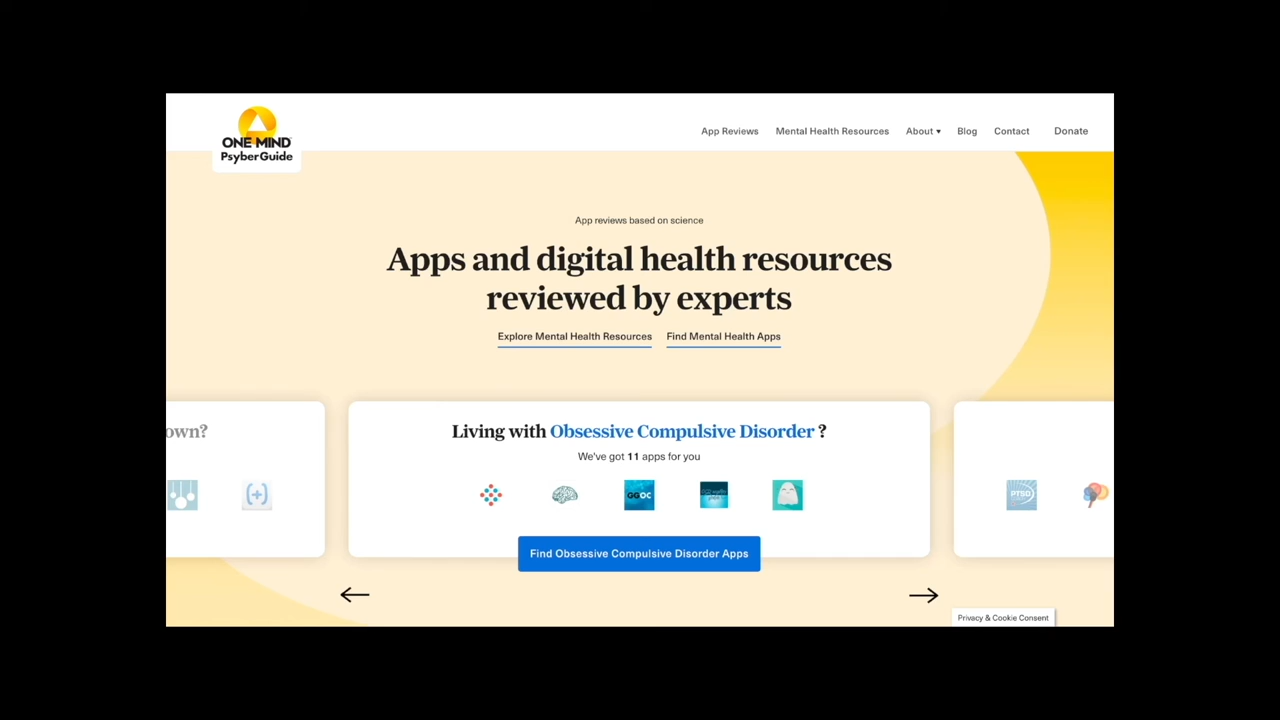 ONE MIND
PsyberGuide
App Reviews
Mental Health Resources
About ▾
Blog
Contact
Donate
App reviews based on science
Apps and digital health resources
reviewed by experts
Explore Mental Health Resources
Find Mental Health Apps
own?
Living with Obsessive Compulsive Disorder ?
We've got 11 apps for you
GGOC
PTSD
Find Obsessive Compulsive Disorder Apps
Privacy & Cookie Consent